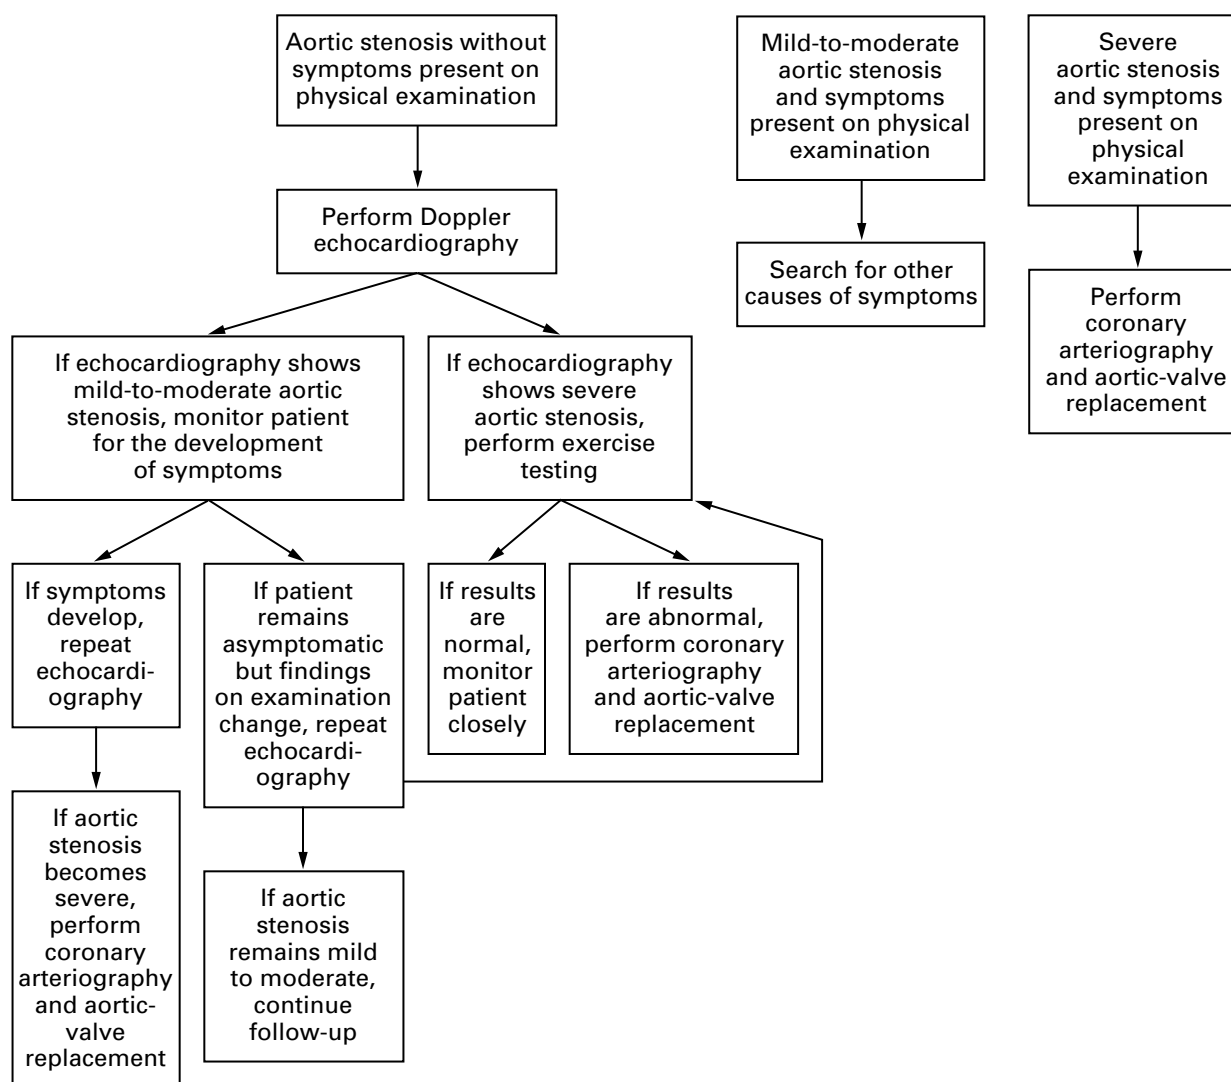 Aortic stenosis without
symptoms present on
physical examination
Mild-to-moderate
aortic stenosis
and symptoms
present on physical
examination
Severe
aortic stenosis
and symptoms
present on
physical
examination
Perform Doppler
echocardiography
Search for other
causes of symptoms
Perform
coronary
arteriography
and aortic-valve
replacement
If echocardiography shows
mild-to-moderate aortic
stenosis, monitor patient
for the development
of symptoms
If echocardiography
shows severe
aortic stenosis,
perform exercise
testing
If symptoms
develop,
repeat
echocardi-
ography
If patient
remains
asymptomatic
but findings
on examination
change, repeat
echocardi-
ography
If results
are
normal,
monitor
patient
closely
If results
are abnormal,
perform coronary
arteriography
and aortic-valve
replacement
If aortic
stenosis
becomes
severe,
perform
coronary
arteriography
and aortic-
valve
replacement
If aortic
stenosis
remains mild
to moderate,
continue
follow-up